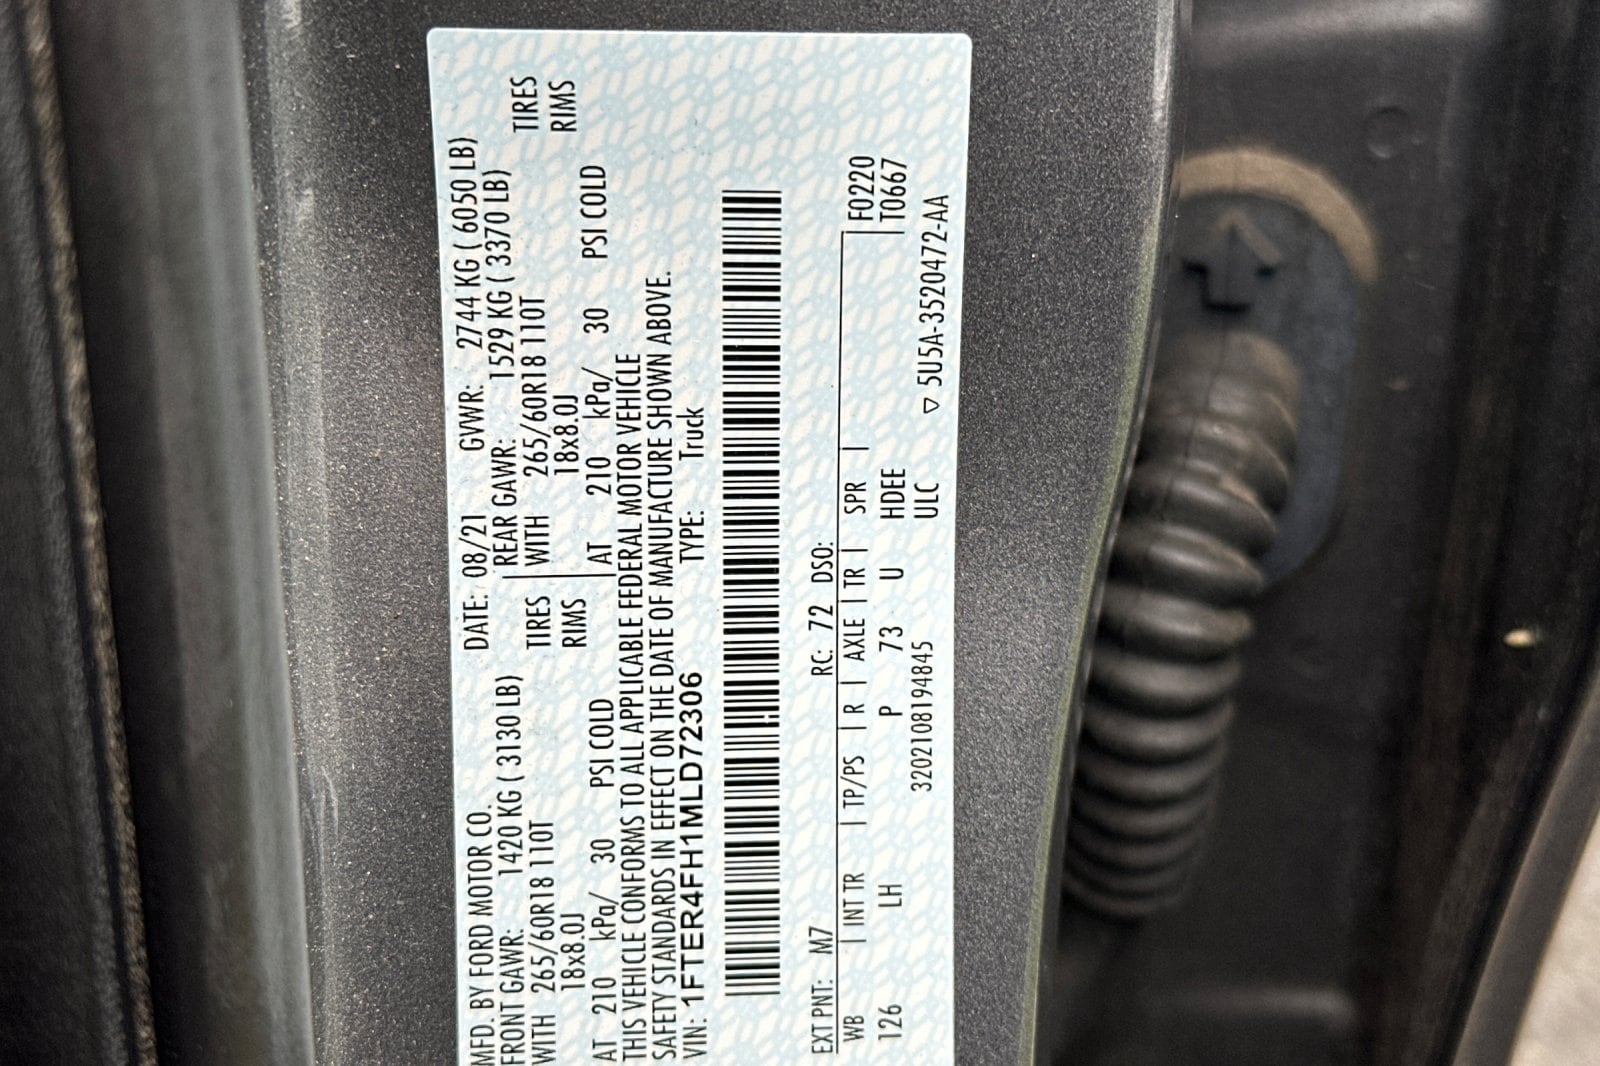 MFD. BY FORD MOTOR CO. DATE: 08/21 GVWR: 2744 KG ( 6050 LB)
FRONT GAWR: 1420 KG ( 3130 LB) REAR GAWR: 1529 KG ( 3370 LB)
WITH 265/60R18 110T TIRES WITH 265/60R18 110T TIRES
18x8.0J RIMS 18x8.0J RIMS
AT 210 kPa/ 30 PSI COLD AT 210 kPa/ 30 PSI COLD
THIS VEHICLE CONFORMS TO ALL APPLICABLE FEDERAL MOTOR VEHICLE
SAFETY STANDARDS IN EFFECT ON THE DATE OF MANUFACTURE SHOWN ABOVE.
VIN: 1FTER4FH1MLD72306 TYPE: Truck
EXT PNT: M7 RC: 72 DSO:
WB | INT TR | TP/PS | R | AXLE | TR | SPR | F0220
126 LH P 73 U HDEE T0667
3202108194845 ULC ▽ 5U5A-3520472-AA